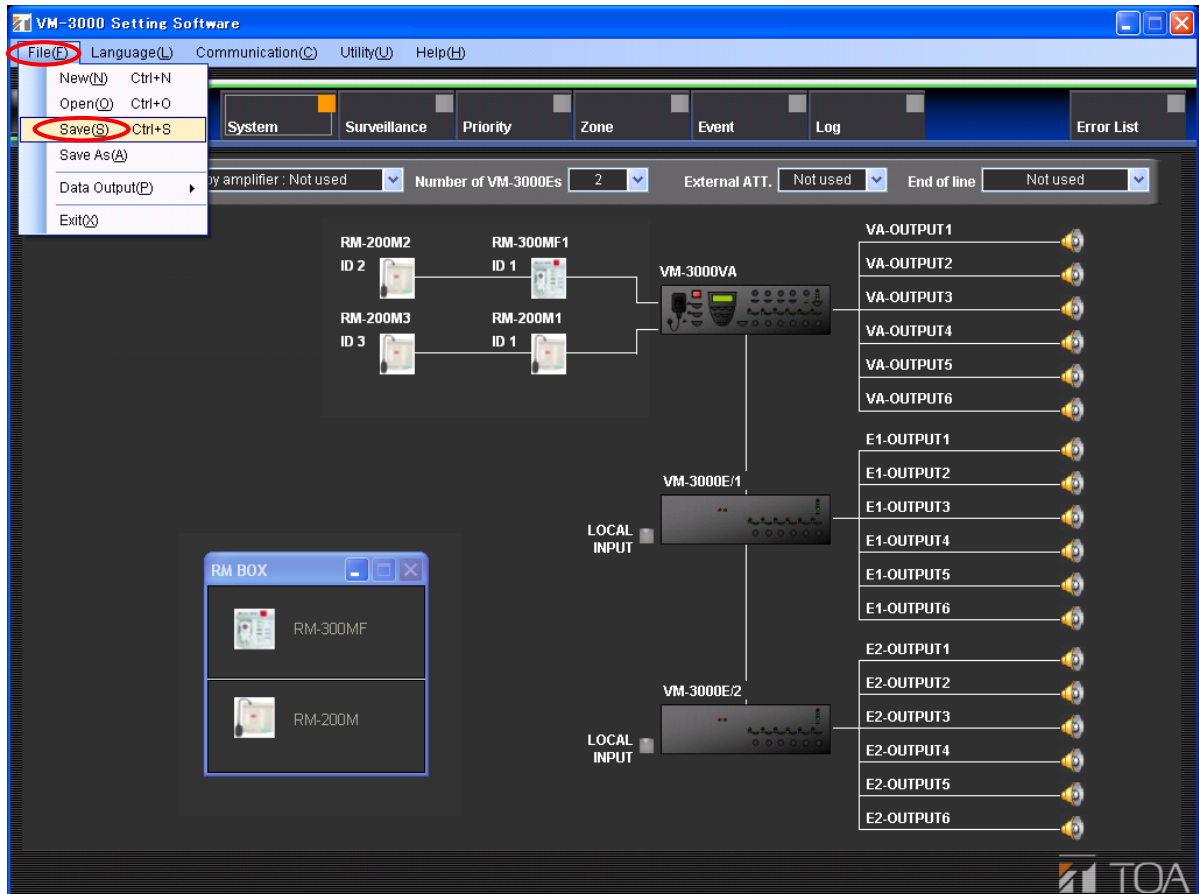 VM-3000 Setting Software
File(F) Language(L) Communication(C) Utility(U) Help(H)
New(N) Ctrl+N
Open(O) Ctrl+O
Save(S) Ctrl+S
Save As(A)
Data Output(P)
Exit(X)
System Surveillance Priority Zone Event Log Error List
by amplifier : Not used Number of VM-3000Es 2 External ATT. Not used End of line Not used
RM-200M2
ID 2
RM-300MF1
ID 1
RM-200M3
ID 3
RM-200M1
ID 1
VM-3000VA
VA-OUTPUT1
VA-OUTPUT2
VA-OUTPUT3
VA-OUTPUT4
VA-OUTPUT5
VA-OUTPUT6
VM-3000E/1
LOCAL
INPUT
E1-OUTPUT1
E1-OUTPUT2
E1-OUTPUT3
E1-OUTPUT4
E1-OUTPUT5
E1-OUTPUT6
RM BOX
RM-300MF
RM-200M
VM-3000E/2
LOCAL
INPUT
E2-OUTPUT1
E2-OUTPUT2
E2-OUTPUT3
E2-OUTPUT4
E2-OUTPUT5
E2-OUTPUT6
TOA